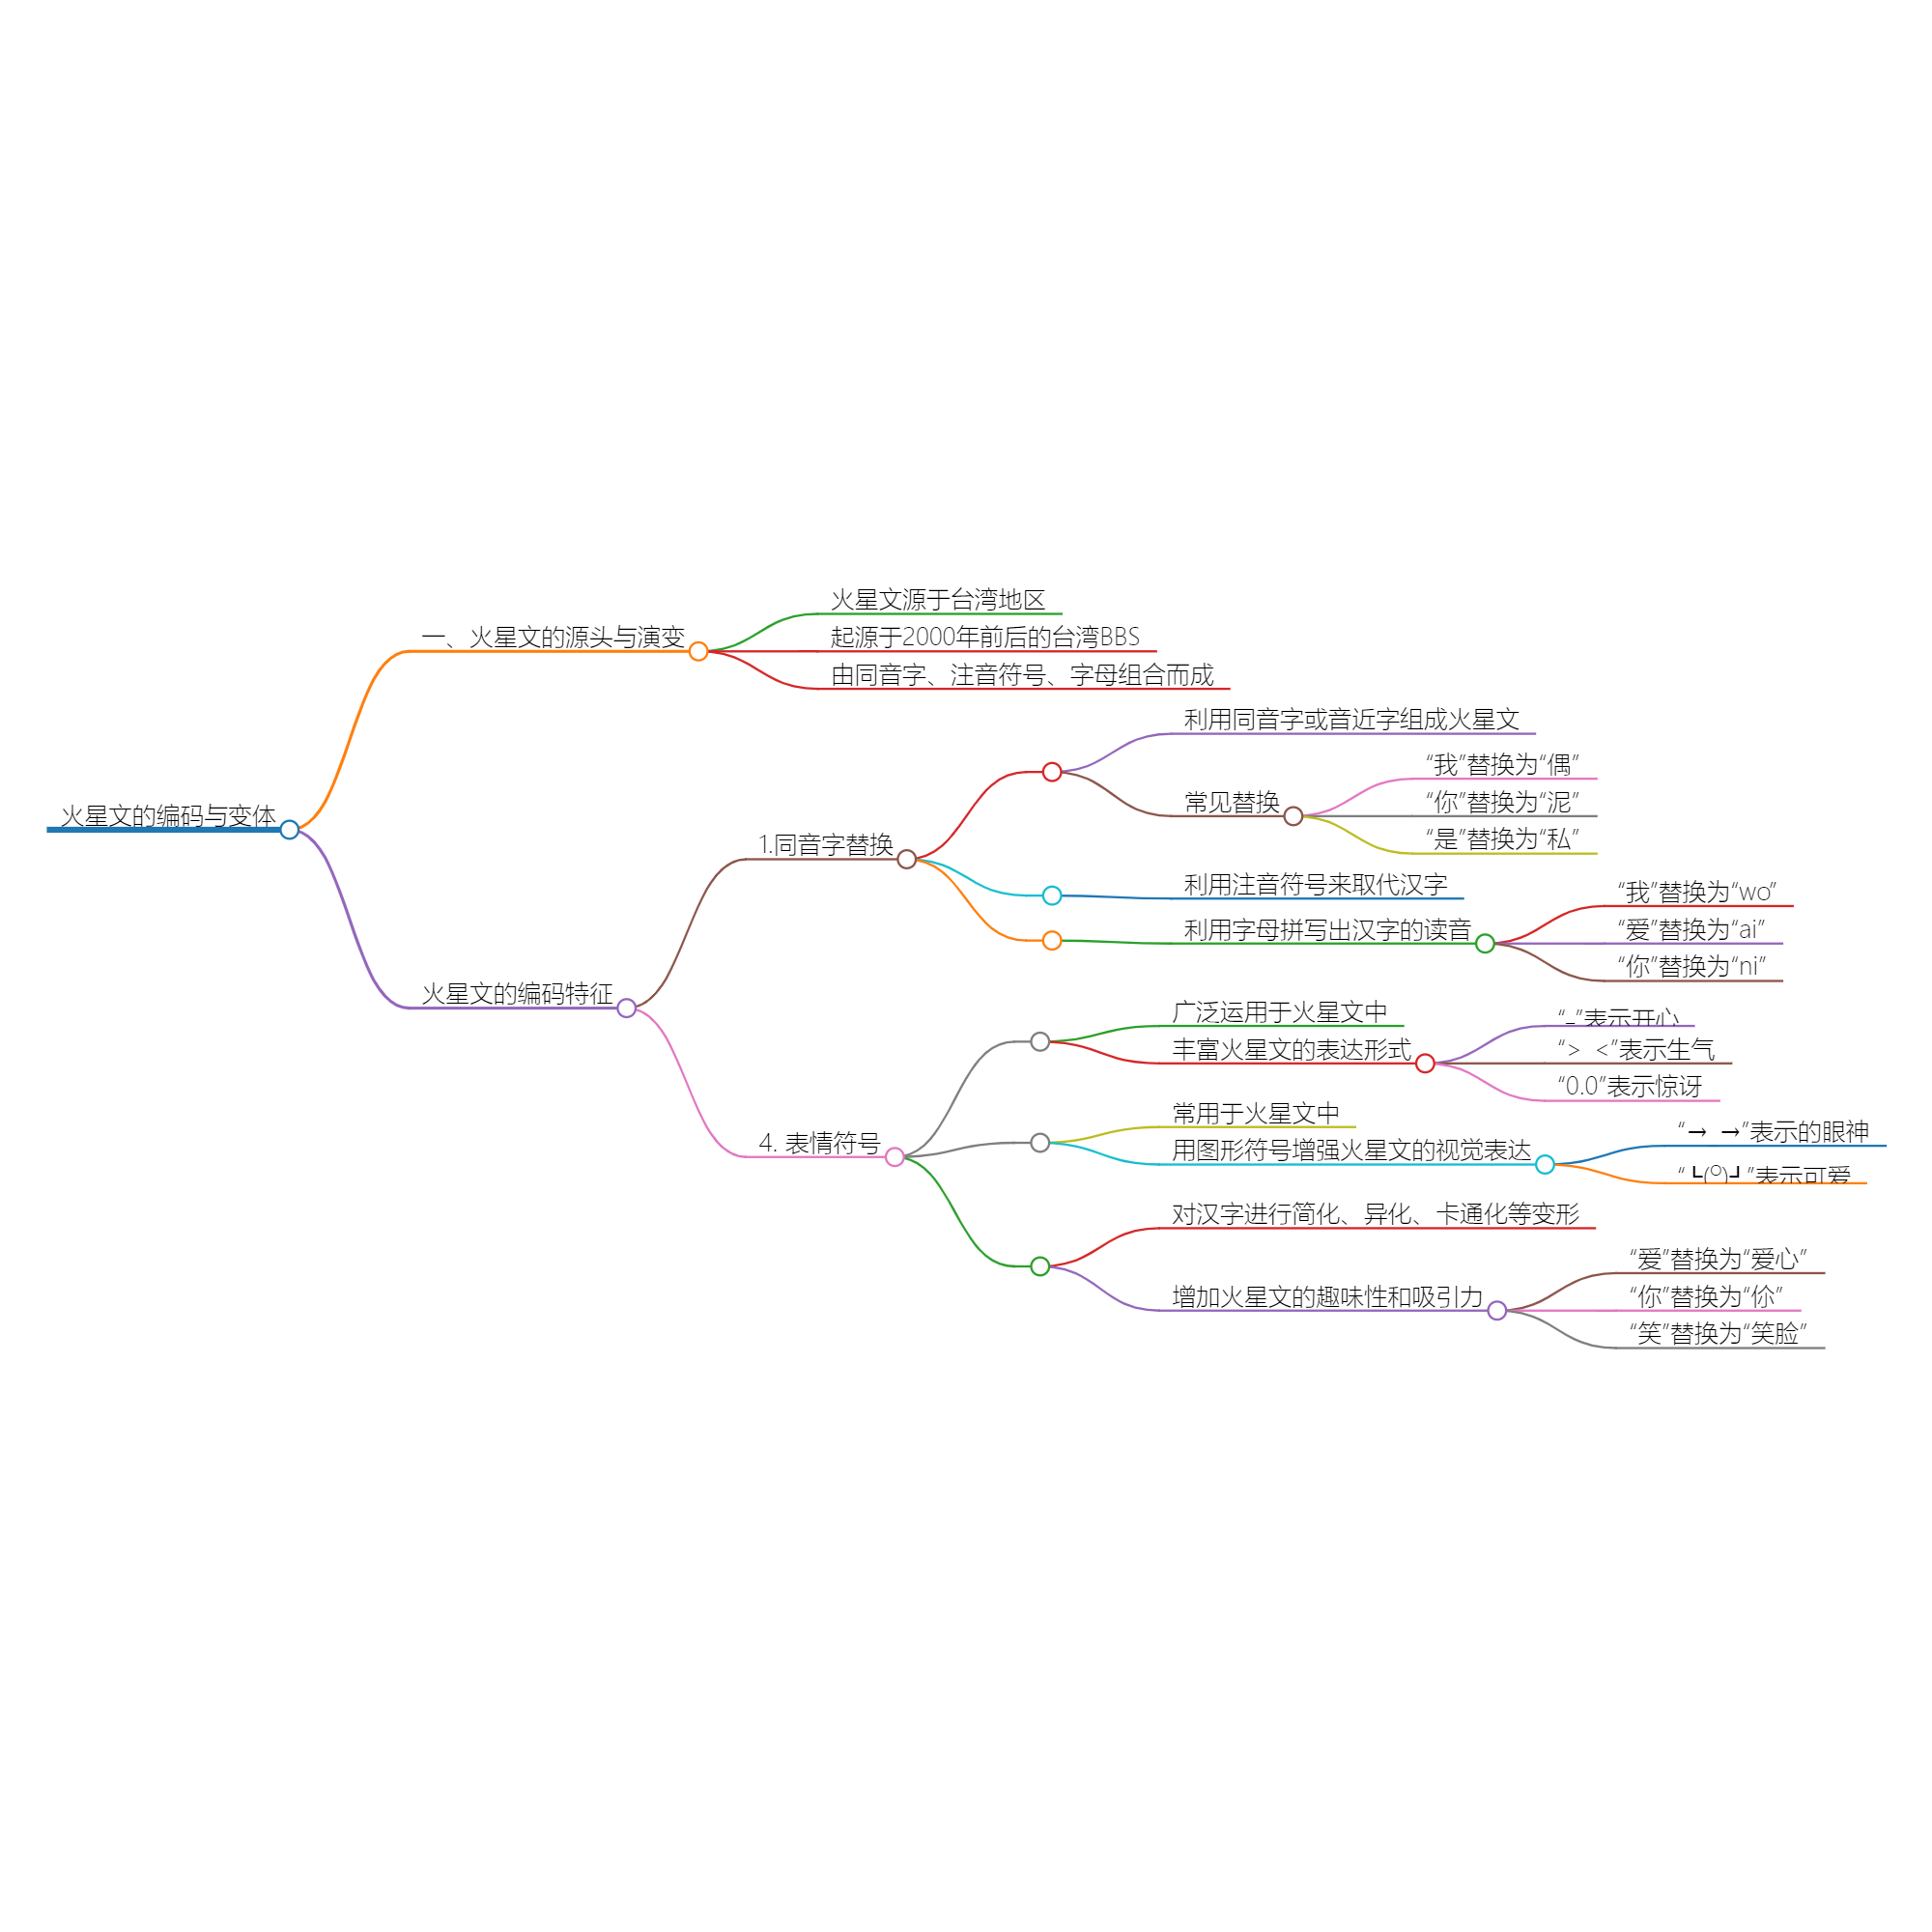 火星文的编码与变体
一、火星文的源头与演变
火星文源于台湾地区
起源于2000年前后的台湾BBS
由同音字、注音符号、字母组合而成
火星文的编码特征
1.同音字替换
利用同音字或音近字组成火星文
常见替换
“我”替换为“偶”
“你”替换为“泥”
“是”替换为“私”
利用注音符号来取代汉字
利用字母拼写出汉字的读音
“我”替换为“wo”
“爱”替换为“ai”
“你”替换为“ni”
4. 表情符号
广泛运用于火星文中
丰富火星文的表达形式
“-”表示开心
“> <”表示生气
“0.0”表示惊讶
常用于火星文中
用图形符号增强火星文的视觉表达
“→ →”表示的眼神
“┗(○)┛”表示可爱
对汉字进行简化、异化、卡通化等变形
增加火星文的趣味性和吸引力
“爱”替换为“爱心”
“你”替换为“伱”
“笑”替换为“笑脸”